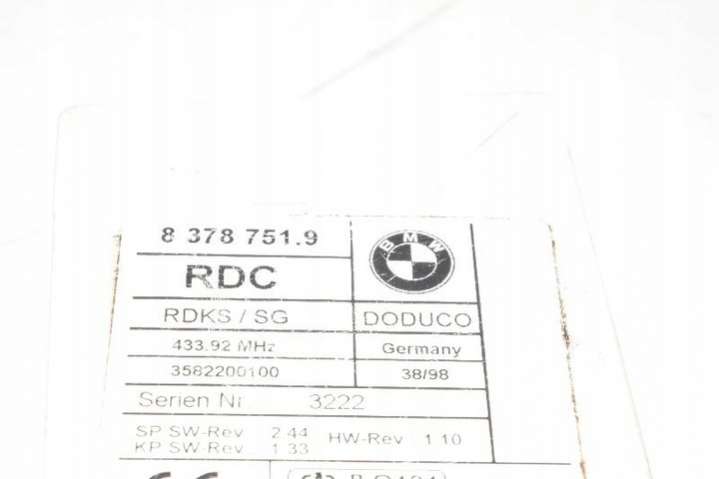 8 378 751.9
BMW
RDC
RDKS / SG
DODUCO
433.92 MHz
Germany
3582200100
38/98
Serien Nr
3222
SP SW-Rev 2.44 HW-Rev 1.10
KP SW-Rev 1.33